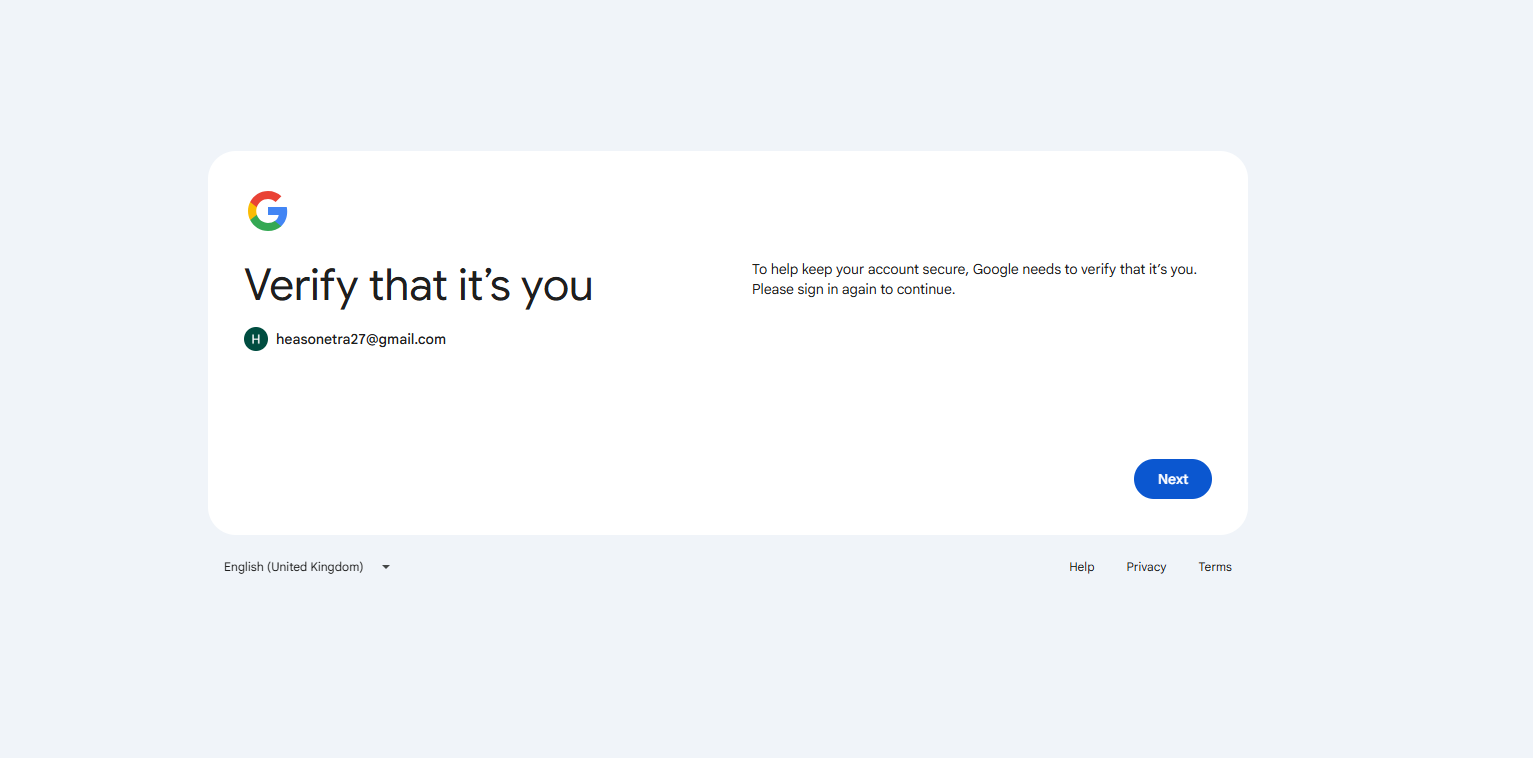 Verify that it’s you
heasonetra27@gmail.com
To help keep your account secure, Google needs to verify that it’s you.
Please sign in again to continue.
H
Next
English (United Kingdom)
Help
Privacy
Terms